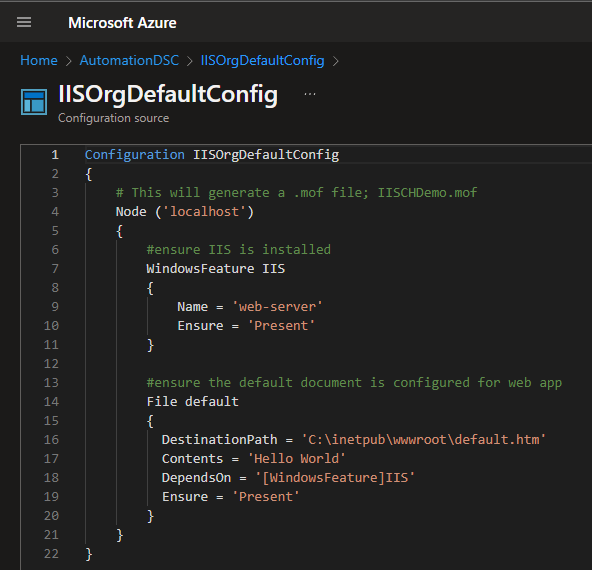 Microsoft Azure
Home > AutomationDSC > IISOrgDefaultConfig >
IISOrgDefaultConfig ...
Configuration source
1 Configuration IISOrgDefaultConfig
2 {
3     # This will generate a .mof file; IISCHDemo.mof
4     Node ('localhost')
5     {
6         #ensure IIS is installed
7         WindowsFeature IIS
8         {
9             Name = 'web-server'
10             Ensure = 'Present'
11         }
12
13         #ensure the default document is configured for web app
14         File default
15         {
16           DestinationPath = 'C:\inetpub\wwwroot\default.htm'
17           Contents = 'Hello World'
18           DependsOn = '[WindowsFeature]IIS'
19           Ensure = 'Present'
20         }
21     }
22 }